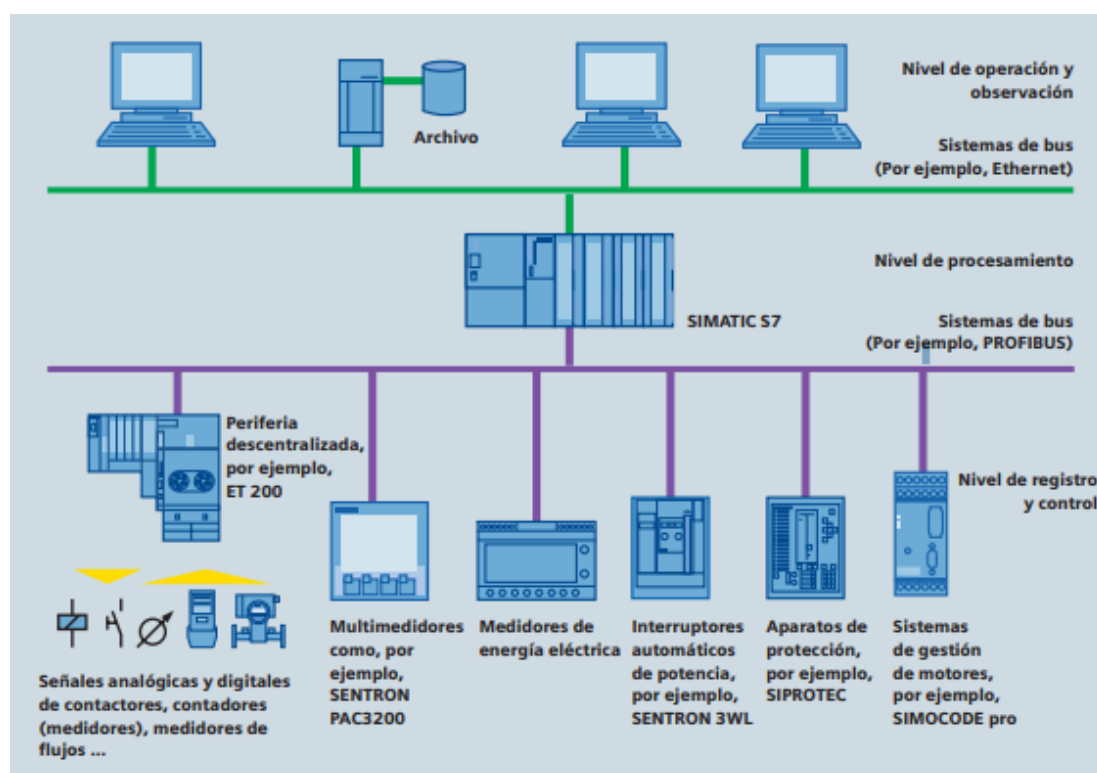 Nivel de operación y
observación
Archivo
Sistemas de bus
(Por ejemplo, Ethernet)
Nivel de procesamiento
SIMATIC S7
Sistemas de bus
(Por ejemplo, PROFIBUS)
Periferia
descentralizada,
por ejemplo,
ET 200
Nivel de registro
y control
Señales analógicas y digitales
de contactores, contadores
(medidores), medidores de
flujos ...
Multimedidores
como, por
ejemplo,
SENTRON
PAC3200
Medidores de
energía eléctrica
Interruptores
automáticos
de potencia,
por ejemplo,
SENTRON 3WL
Aparatos de
protección,
por ejemplo,
SIPROTEC
Sistemas
de gestión
de motores,
por ejemplo,
SIMOCODE pro